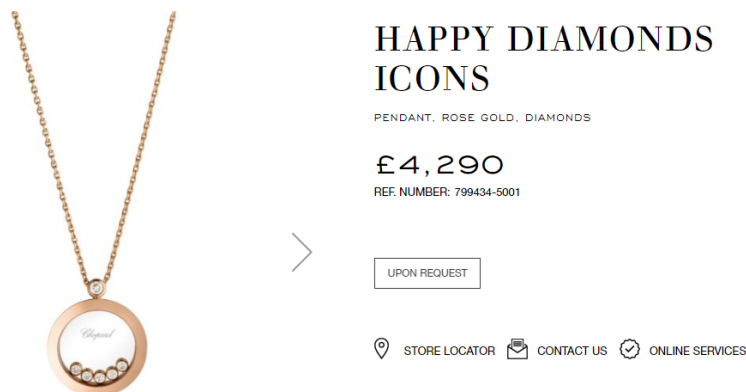 HAPPY DIAMONDS
ICONS
PENDANT, ROSE GOLD, DIAMONDS
£4,290
REF. NUMBER: 799434-5001
UPON REQUEST
Chopard
STORE LOCATOR CONTACT US ONLINE SERVICES